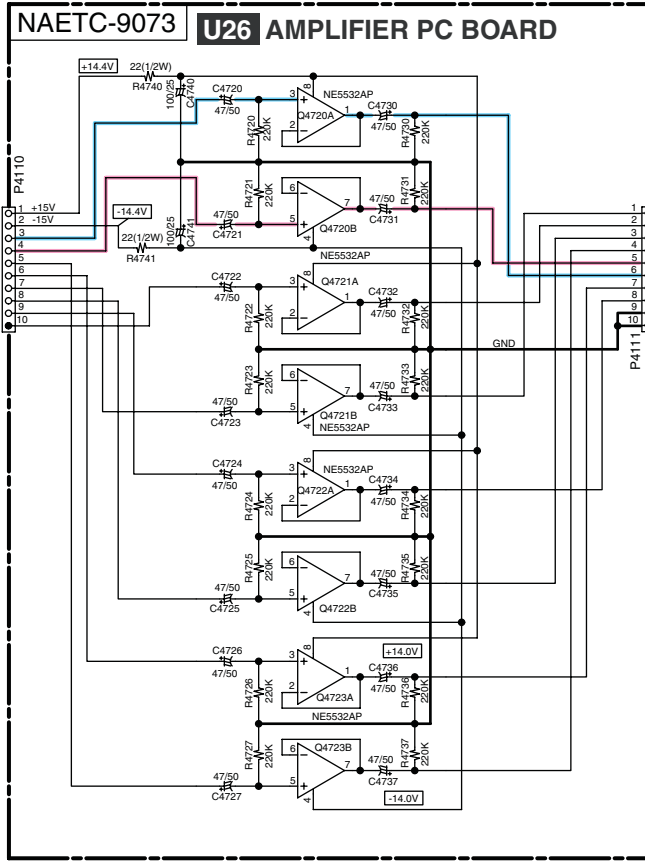 NAETC-9073
U26 AMPLIFIER PC BOARD
+14.4V
22(1/2W)
R4740
100/25
C4740
C4720
47/50
R4720
220K
3
+
8
NE5532AP
Q4720A
1
2
−
C4730
47/50
R4730
220K
P4110
1 +15V
2 -15V
3
4
5
6
7
8
9
10
-14.4V
22(1/2W)
R4741
100/25
C4741
47/50
C4721
R4721
220K
6
−
5
+
7
4
Q4720B
NE5532AP
47/50
C4731
R4731
220K
C4722
47/50
R4722
220K
3
+
8
Q4721A
1
2
−
C4732
47/50
R4732
220K
GND
R4723
220K
47/50
C4723
6
−
5
+
7
4
Q4721B
NE5532AP
47/50
C4733
R4733
220K
C4724
47/50
R4724
220K
3
+
8
NE5532AP
Q4722A
1
2
−
C4734
47/50
R4734
220K
R4725
220K
47/50
C4725
6
−
5
+
7
4
Q4722B
47/50
C4735
R4735
220K
C4726
47/50
R4726
220K
3
+
8
1
2
−
Q4723A
NE5532AP
+14.0V
C4736
47/50
R4736
220K
R4727
220K
47/50
C4727
6
−
5
+
7
4
Q4723B
47/50
C4737
R4737
220K
-14.0V
1
2
3
4
5
6
7
8
9
10
P4111